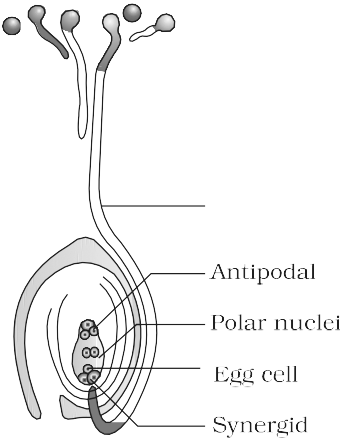 Antipodal
Polar nuclei
Egg cell
Synergid